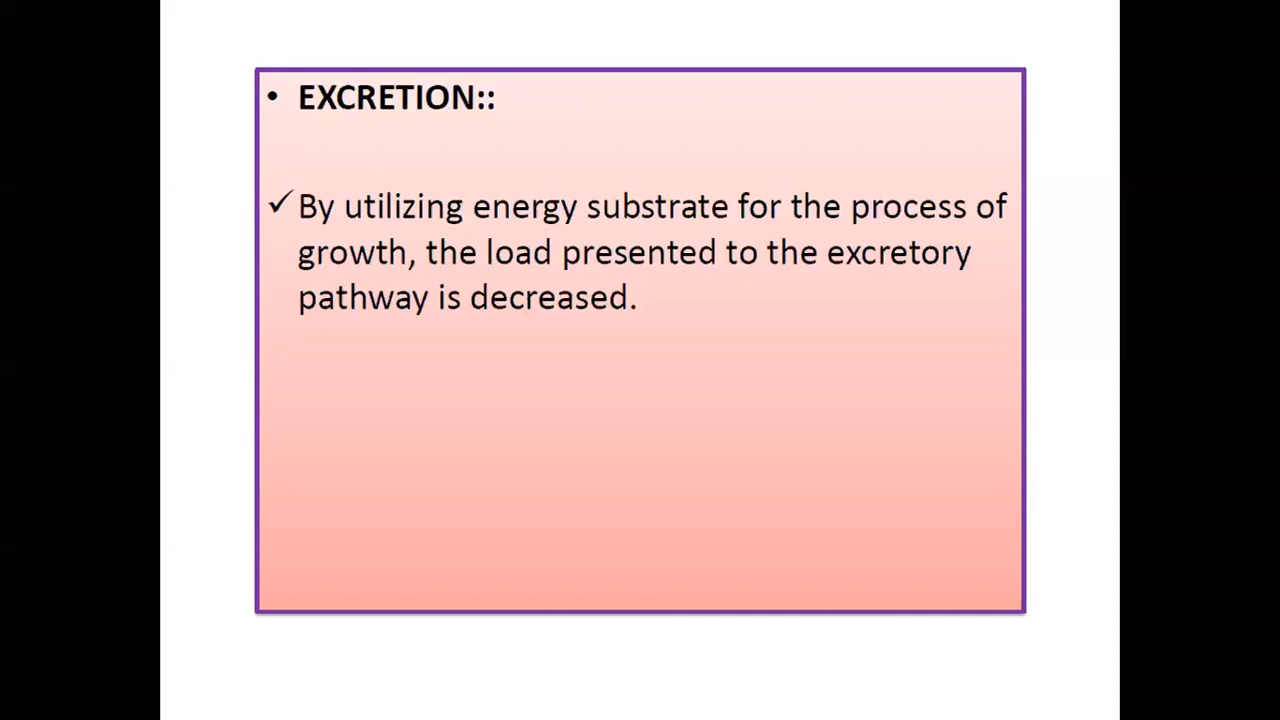 • EXCRETION::
✓ By utilizing energy substrate for the process of
growth, the load presented to the excretory
pathway is decreased.